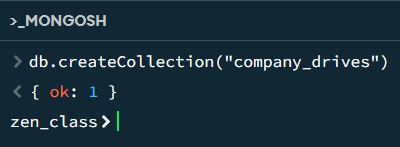 >_MONGOSH
> db.createCollection("company_drives")
< { ok: 1 }
zen_class>